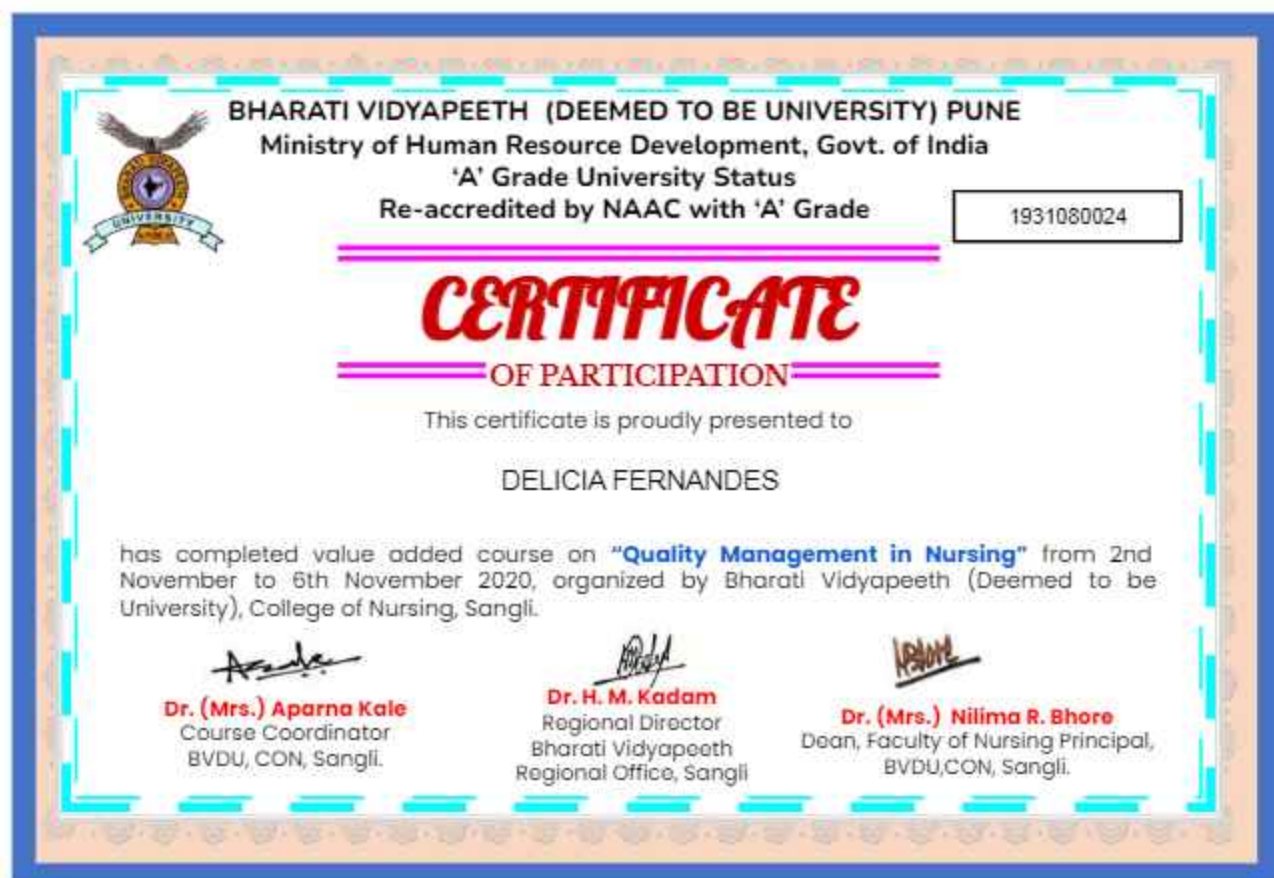 BHARATI VIDYAPEETH (DEEMED TO BE UNIVERSITY) PUNE
Ministry of Human Resource Development, Govt. of India
‘A’ Grade University Status
Re-accredited by NAAC with ‘A’ Grade
1931080024
BHARATI VIDYAPEETH
UNIVERSITY
CERTIFICATE
OF PARTICIPATION
This certificate is proudly presented to
DELICIA FERNANDES
has completed value added course on “Quality Management in Nursing” from 2nd
November to 6th November 2020, organized by Bharati Vidyapeeth (Deemed to be
University), College of Nursing, Sangli.
Dr. (Mrs.) Aparna Kale
Course Coordinator
BVDU, CON, Sangli.
Dr. H. M. Kadam
Regional Director
Bharati Vidyapeeth
Regional Office, Sangli
Dr. (Mrs.) Nilima R. Bhore
Dean, Faculty of Nursing Principal,
BVDU,CON, Sangli.